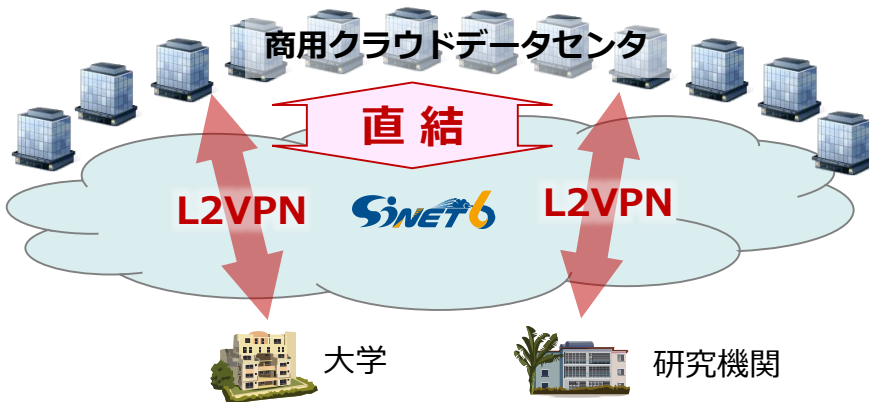 商用クラウドデータセンタ
直 結
L2VPN
SINET6
L2VPN
大学
研究機関